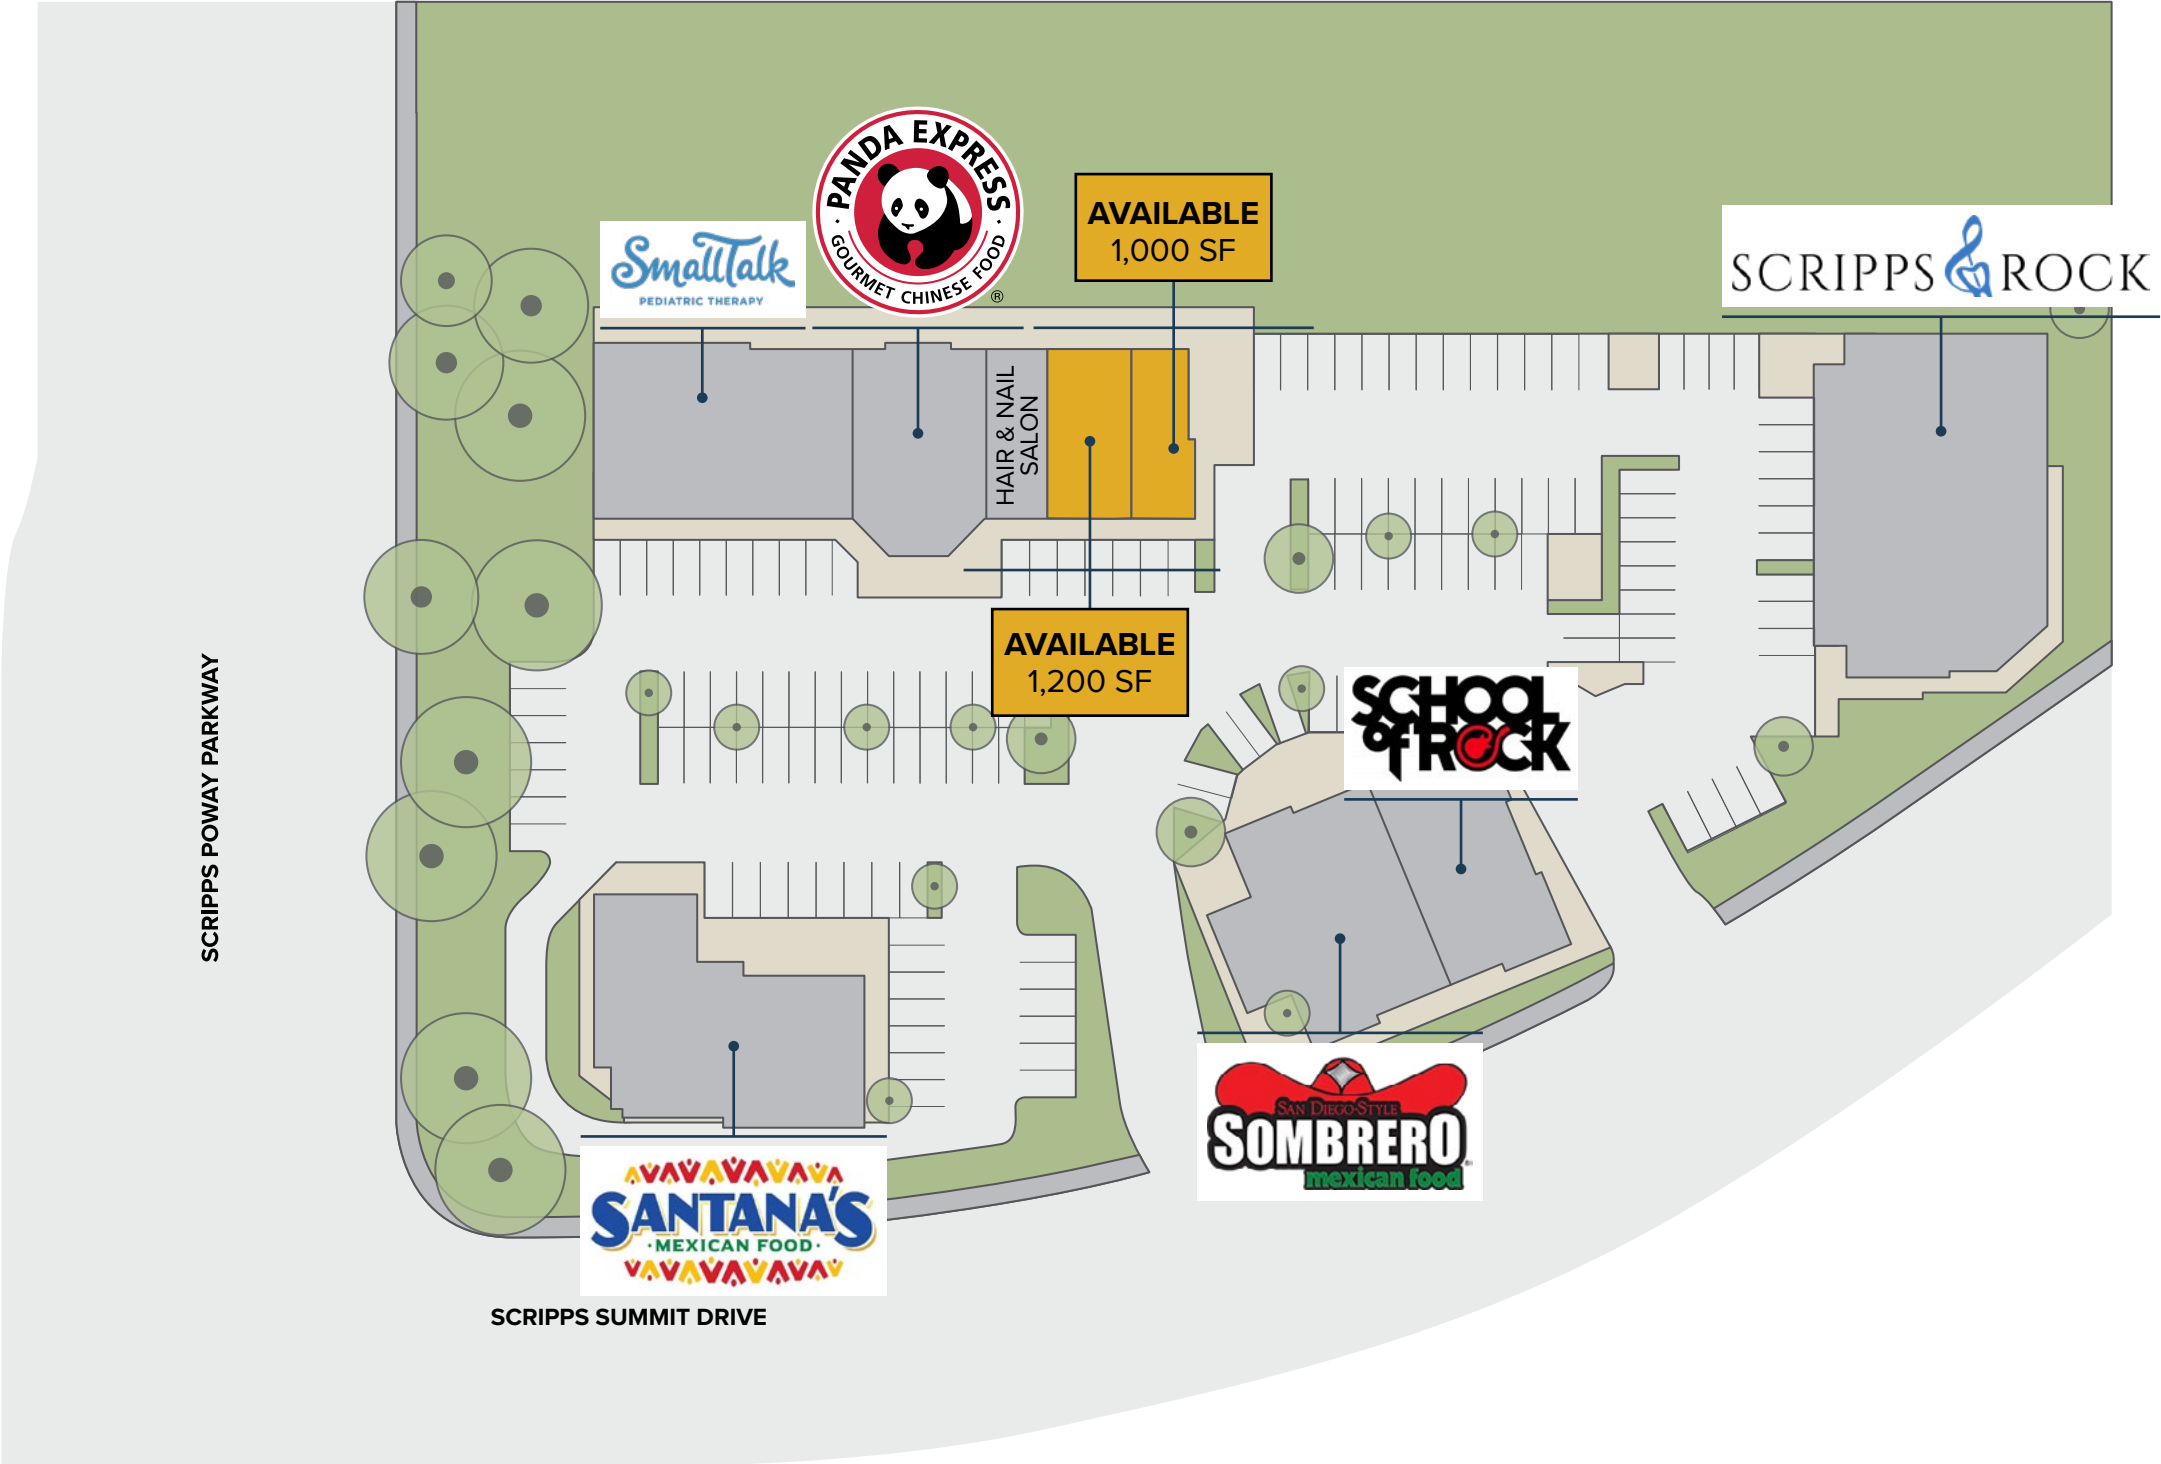 PANDA EXPRESS
· GOURMET CHINESE FOOD · ®
SmallTalk
PEDIATRIC THERAPY
AVAILABLE
1,000 SF
SCRIPPS ROCK
HAIR & NAIL
SALON
AVAILABLE
1,200 SF
SCHOOL
of ROCK
SCRIPPS POWAY PARKWAY
SAN DIEGO-STYLE
SOMBRERO
mexican food
SANTANA'S
·MEXICAN FOOD·
SCRIPPS SUMMIT DRIVE